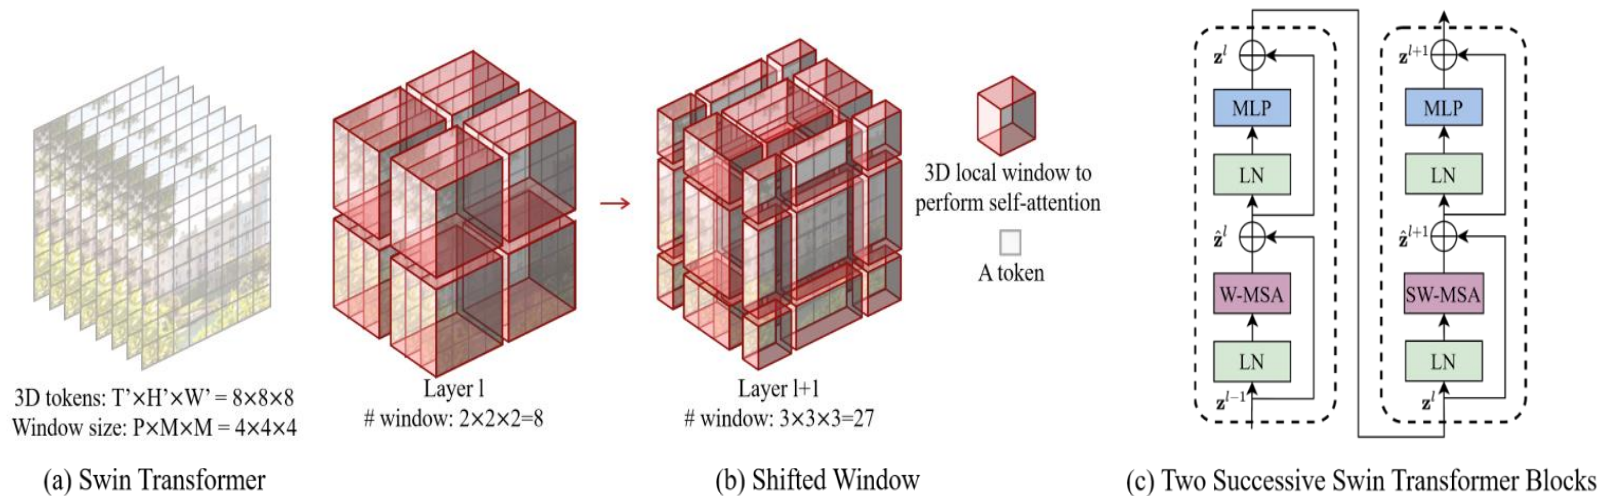 3D tokens: T’×H’×W’ = 8×8×8
Window size: P×M×M = 4×4×4
(a) Swin Transformer
Layer l
# window: 2×2×2=8
Layer l+1
# window: 3×3×3=27
3D local window to
perform self-attention
A token
(b) Shifted Window
z^l
MLP
LN
ẑ^l
W-MSA
LN
z^{l-1}
z^{l+1}
MLP
LN
ẑ^{l+1}
SW-MSA
LN
z^l
(c) Two Successive Swin Transformer Blocks